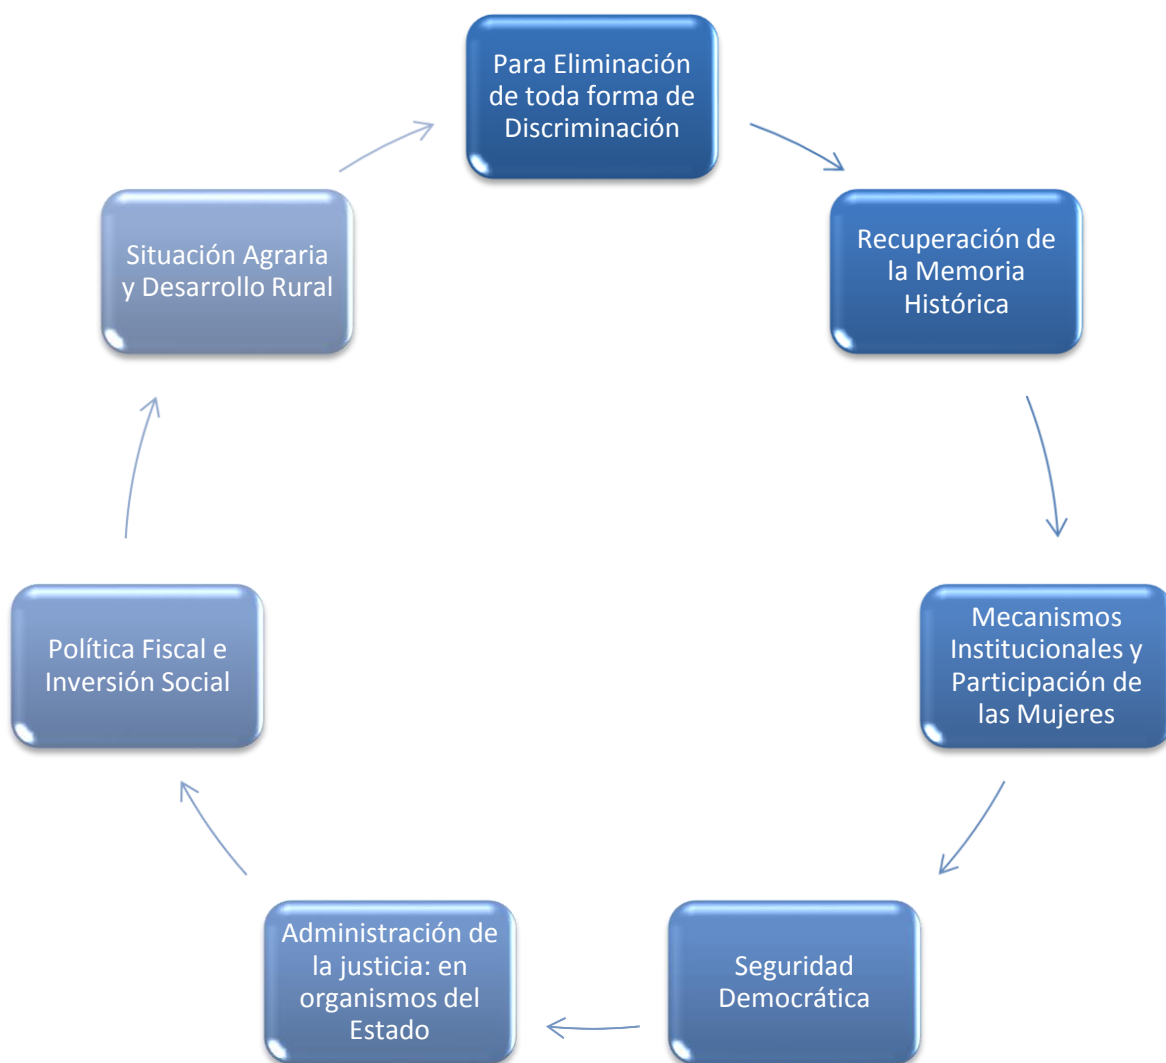 Para Eliminación
de toda forma de
Discriminación
Recuperación de
la Memoria
Histórica
Mecanismos
Institucionales y
Participación de
las Mujeres
Seguridad
Democrática
Administración de
la justicia: en
organismos del
Estado
Política Fiscal e
Inversión Social
Situación Agraria
y Desarrollo Rural